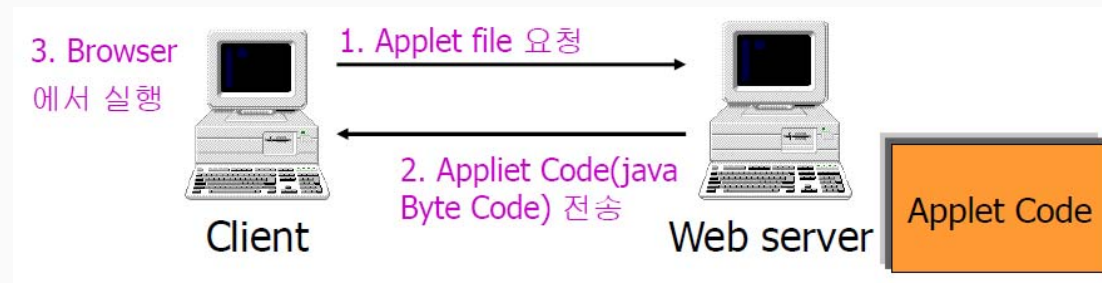 3. Browser
에서 실행
1. Applet file 요청
2. Appliet Code(java
Byte Code) 전송
Client
Web server
Applet Code